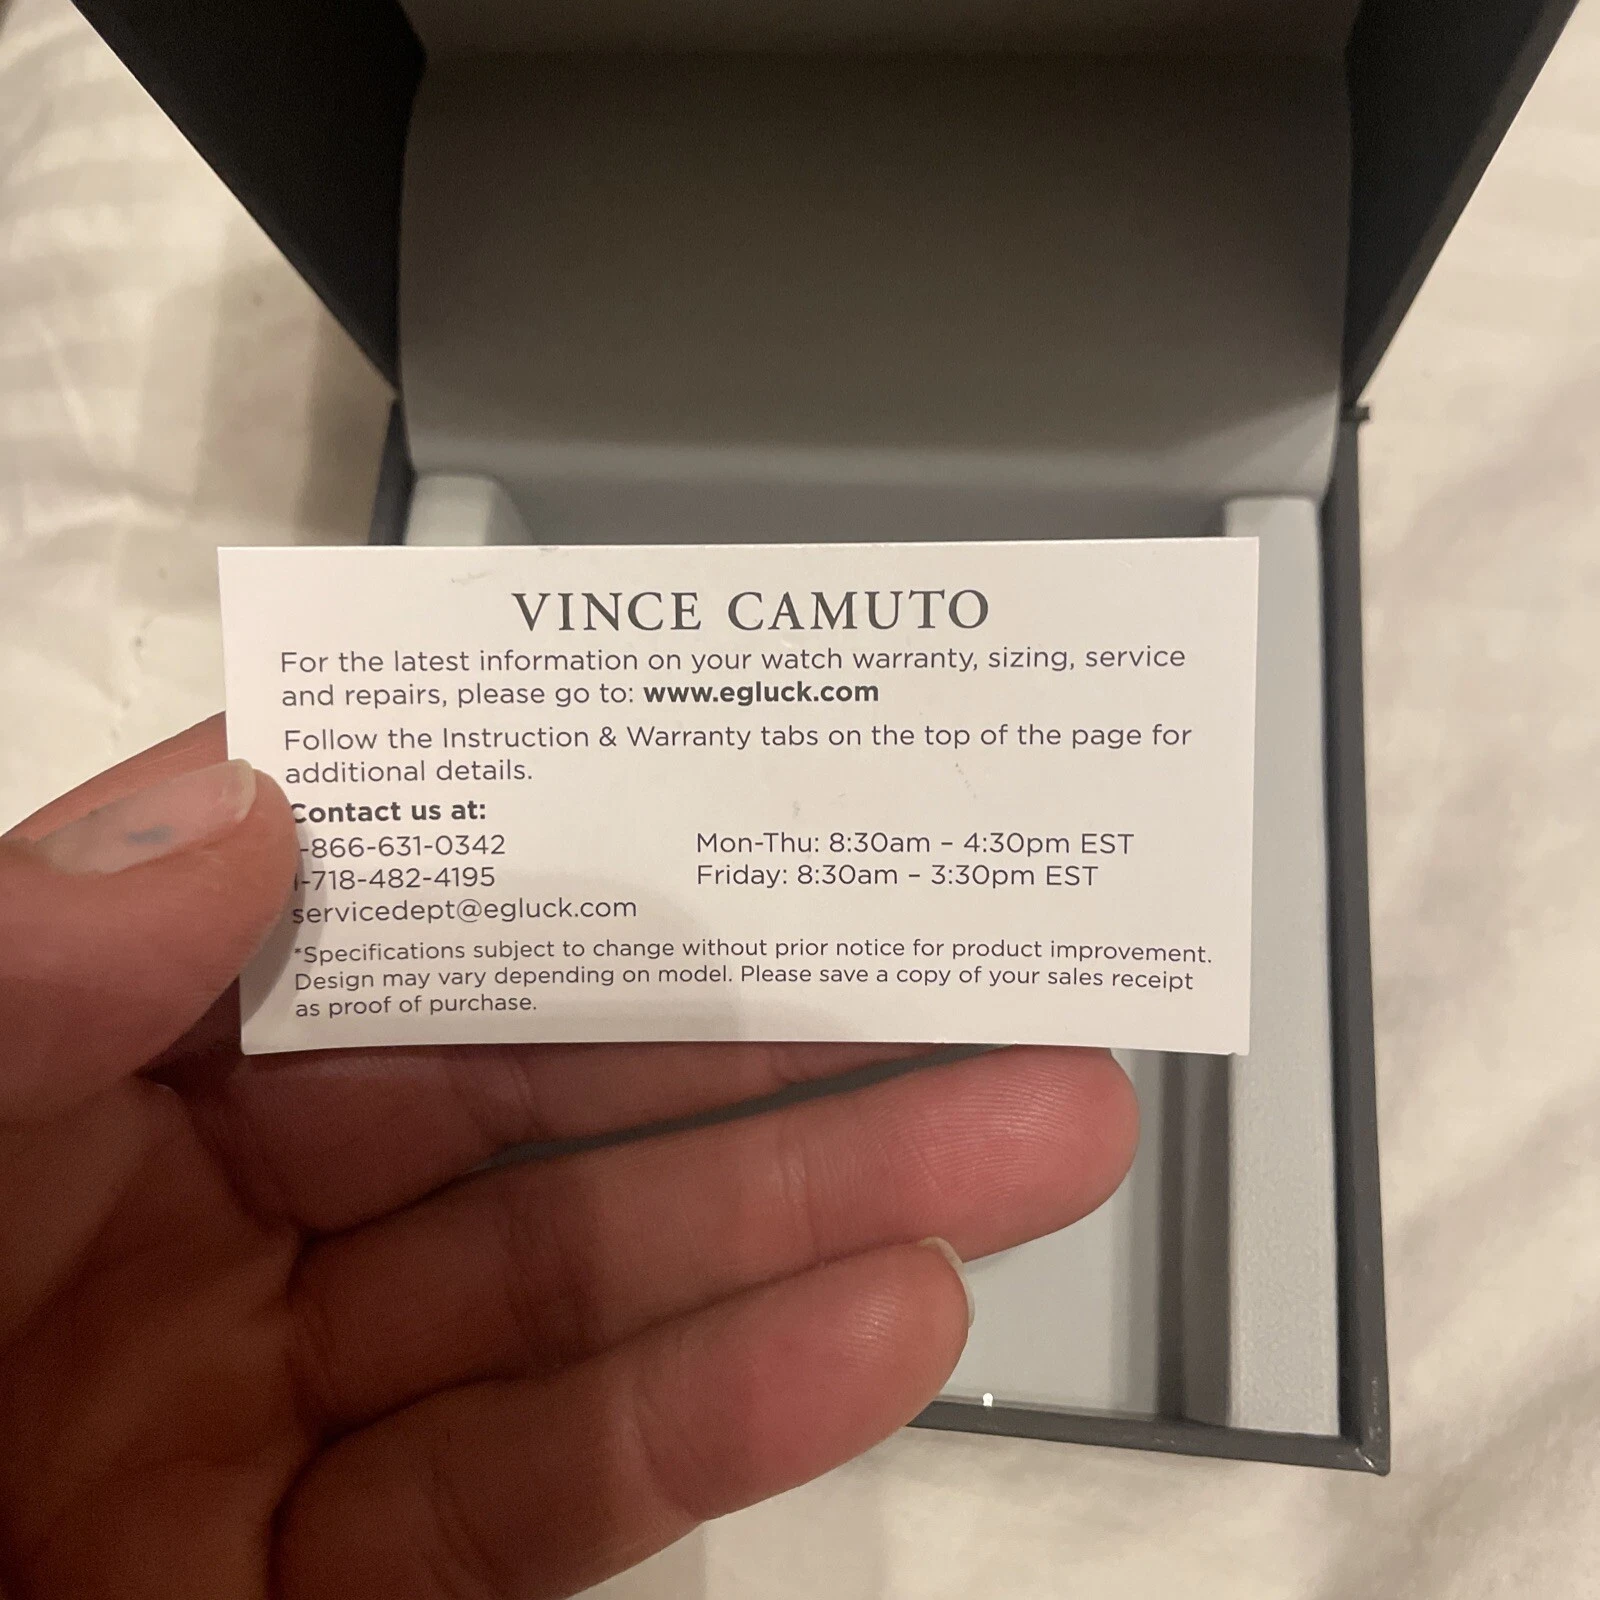 VINCE CAMUTO
For the latest information on your watch warranty, sizing, service
and repairs, please go to: www.egluck.com
Follow the Instruction & Warranty tabs on the top of the page for
additional details.
Contact us at:
-866-631-0342 Mon-Thu: 8:30am – 4:30pm EST
1-718-482-4195 Friday: 8:30am – 3:30pm EST
servicedept@egluck.com
*Specifications subject to change without prior notice for product improvement.
Design may vary depending on model. Please save a copy of your sales receipt
as proof of purchase.